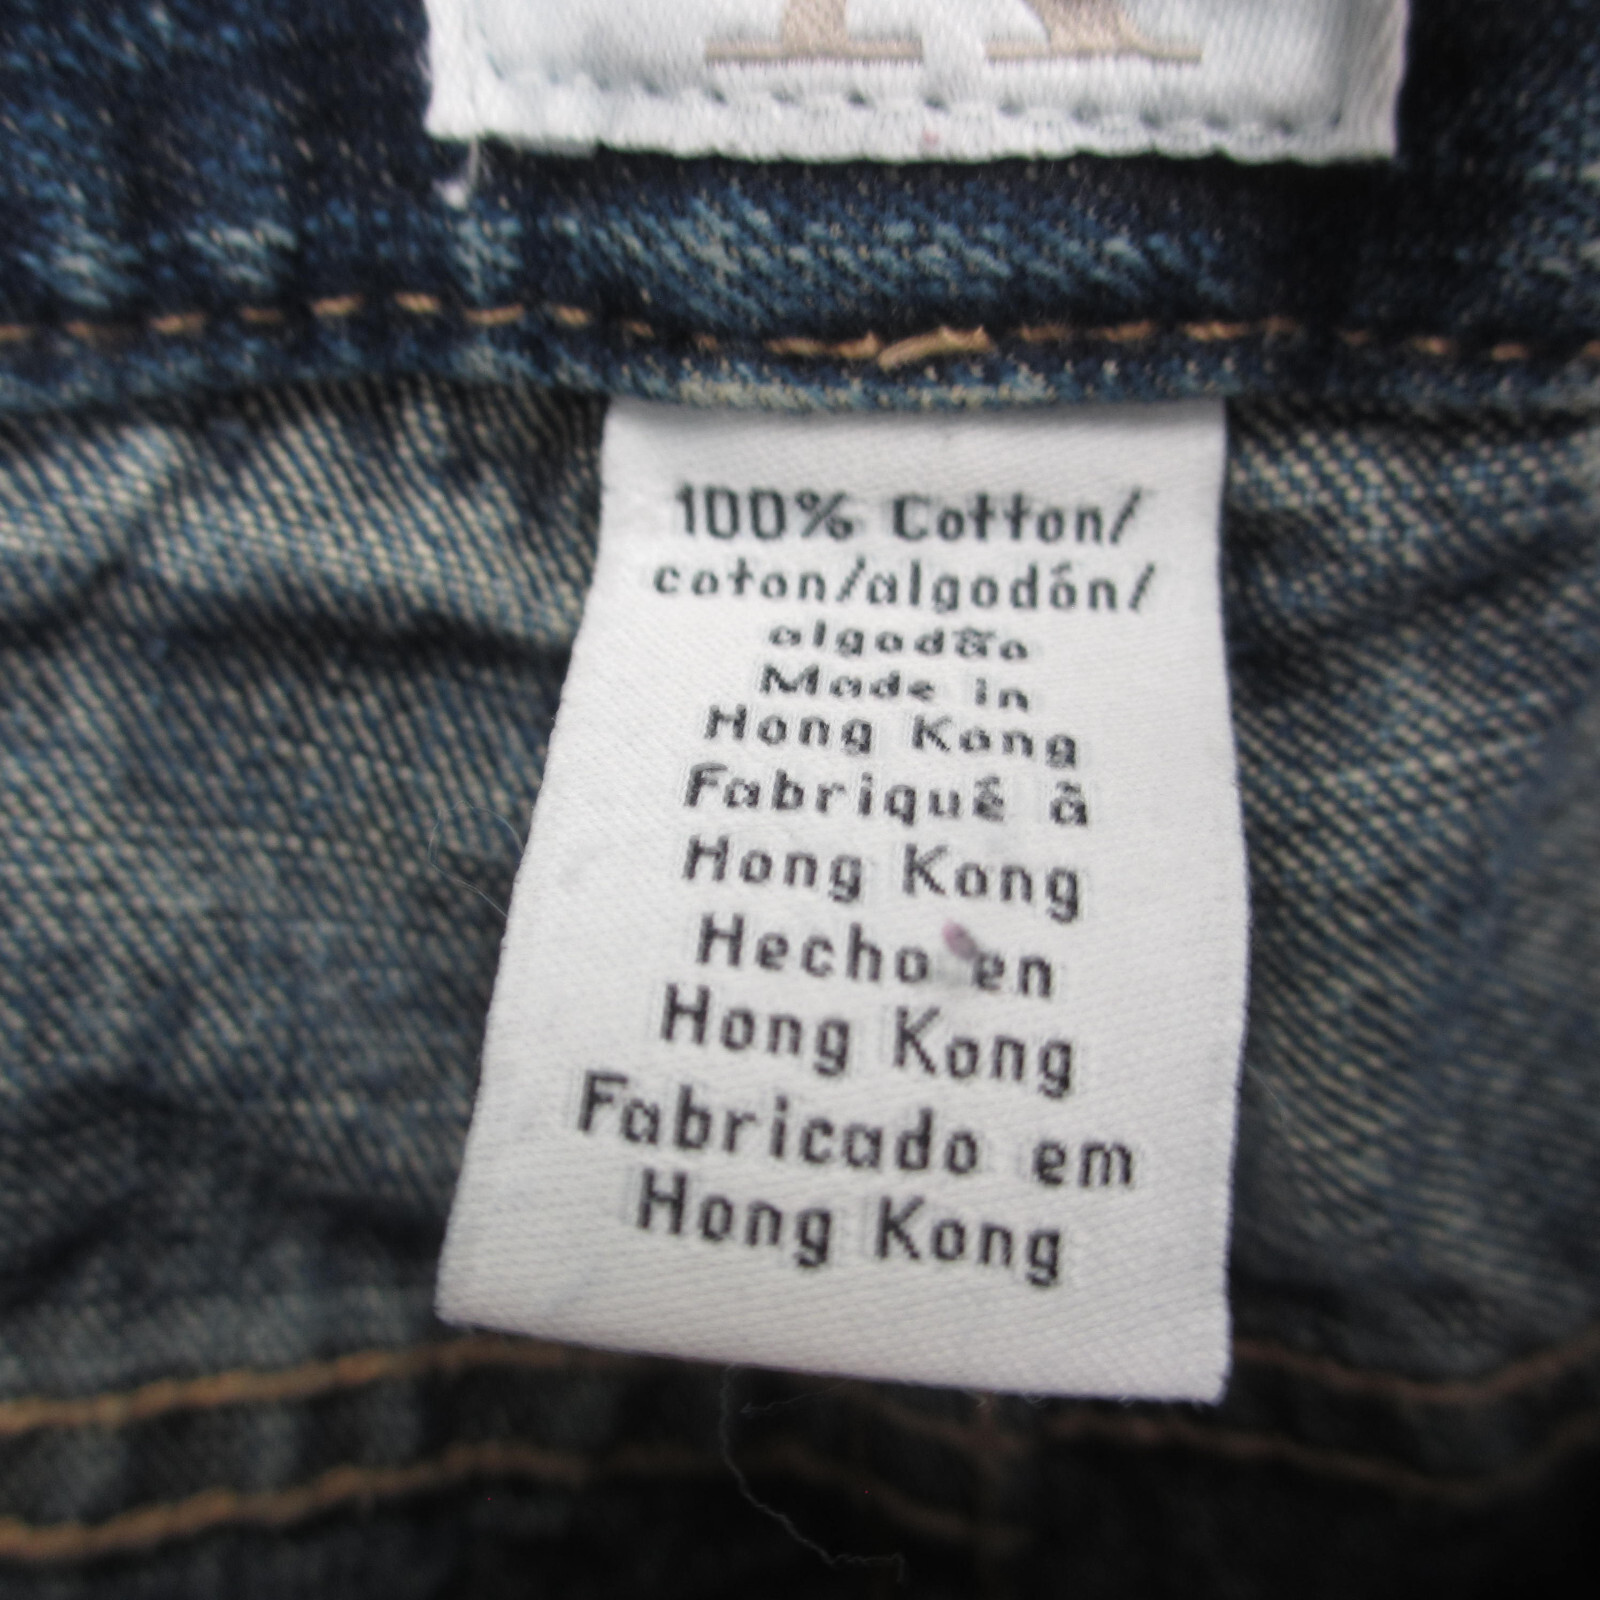 100% Cotton/
coton/algodón/
algodão
Made in
Hong Kong
Fabriqué à
Hong Kong
Hecho en
Hong Kong
Fabricado em
Hong Kong